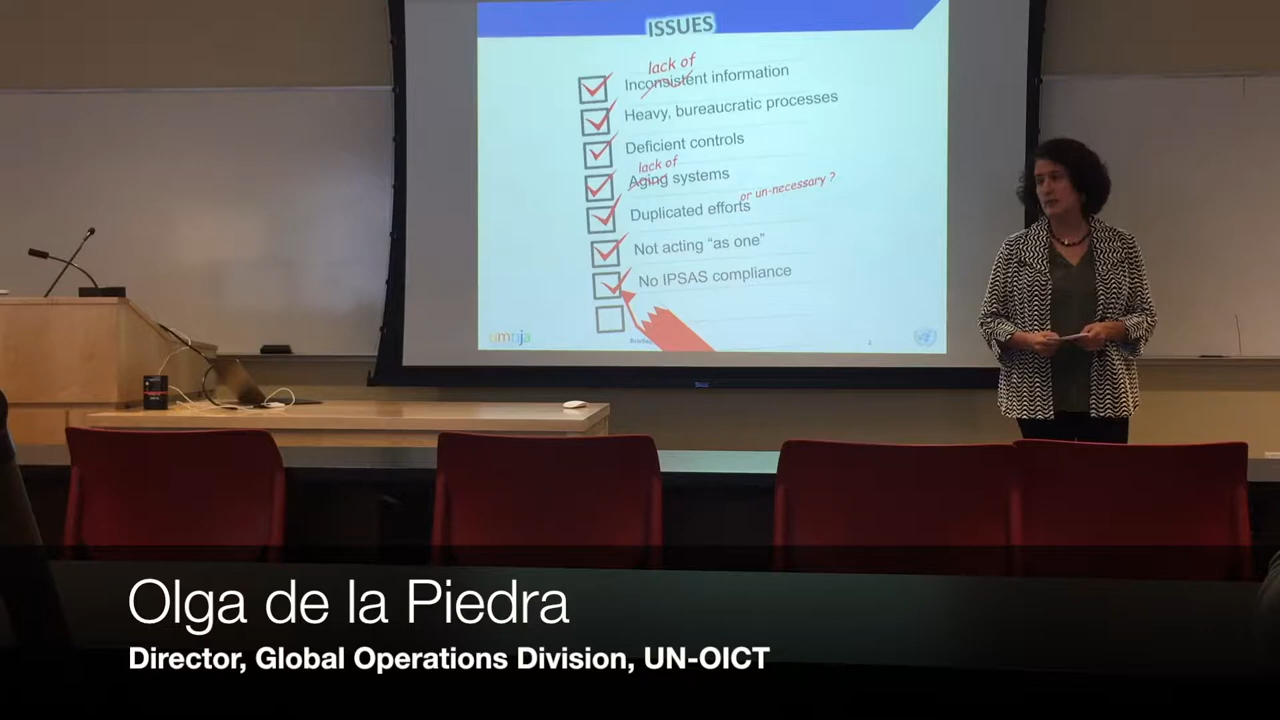 ISSUES
lack of
Inconsistent information
Heavy, bureaucratic processes
Deficient controls
lack of
Aging systems
or un-necessary ?
Duplicated efforts
Not acting “as one”
No IPSAS compliance
umoja
2
Olga de la Piedra
Director, Global Operations Division, UN-OICT